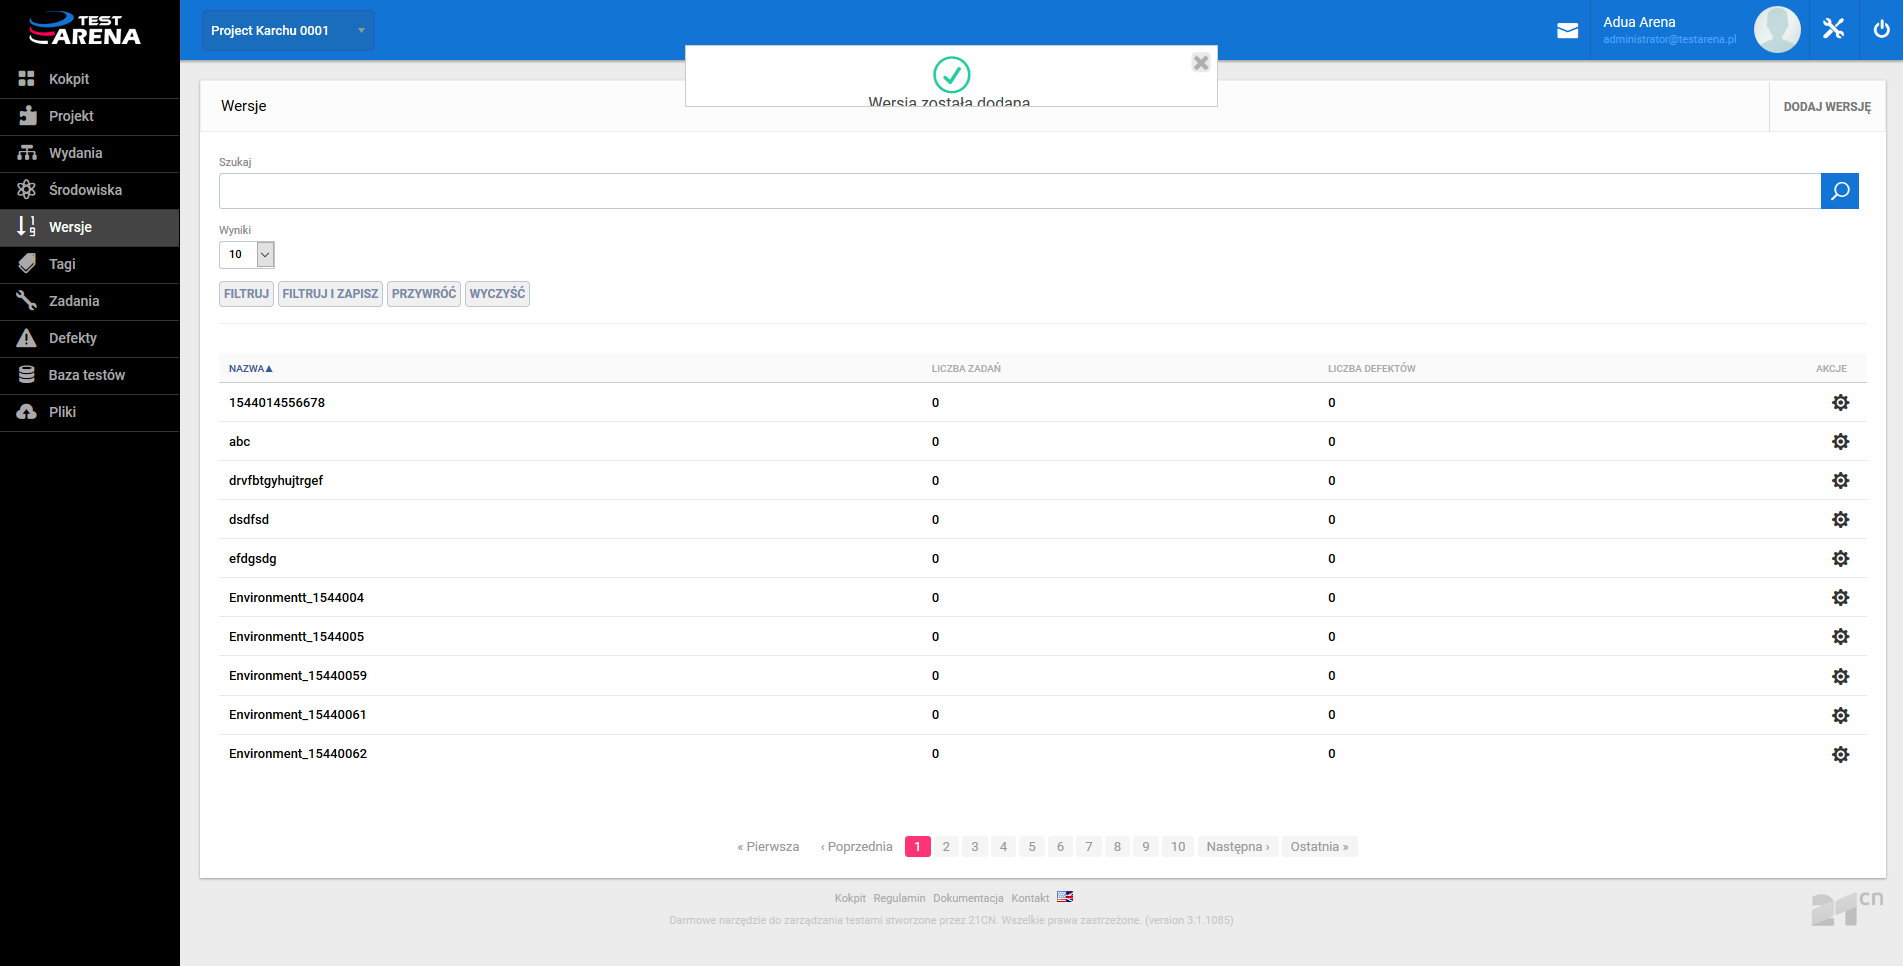 TEST
ARENA
Project Karchu 0001
Adua Arena
administrator@testarena.pl
Kokpit
Projekt
Wydania
Środowiska
Wersje
Tagi
Zadania
Defekty
Baza testów
Pliki
Wersja została dodana
Wersje
DODAJ WERSJĘ
Szukaj
Wyniki
10
FILTRUJ FILTRUJ I ZAPISZ PRZYWRÓĆ WYCZYŚĆ
NAZWA▲ LICZBA ZADAŃ LICZBA DEFEKTÓW AKCJE
1544014556678 0 0
abc 0 0
drvfbtgyhujtrgef 0 0
dsdfsd 0 0
efdgsdg 0 0
Environmentt_1544004 0 0
Environmentt_1544005 0 0
Environment_15440059 0 0
Environment_15440061 0 0
Environment_15440062 0 0
« Pierwsza ‹ Poprzednia 1 2 3 4 5 6 7 8 9 10 Następna › Ostatnia »
Kokpit Regulamin Dokumentacja Kontakt
Darmowe narzędzie do zarządzania testami stworzone przez 21CN. Wszelkie prawa zastrzeżone. (version 3.1.1085)
21cn